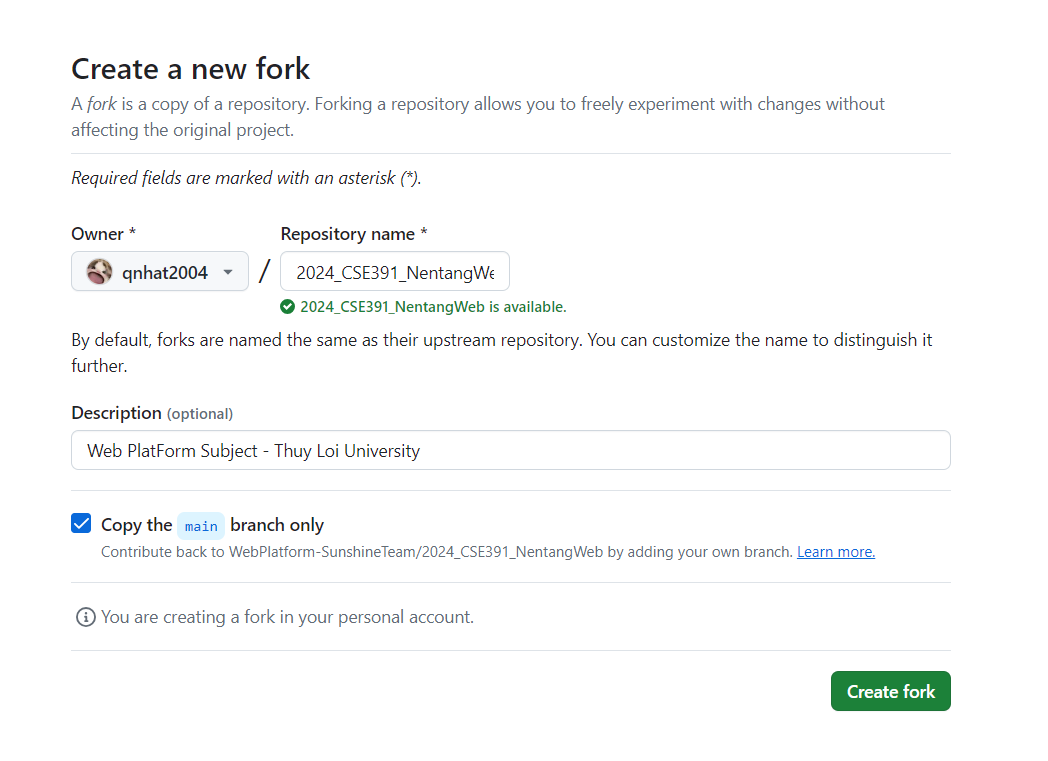 Create a new fork
A fork is a copy of a repository. Forking a repository allows you to freely experiment with changes without
affecting the original project.
Required fields are marked with an asterisk (*).
Owner * Repository name *
qnhat2004 / 2024_CSE391_NentangWe
2024_CSE391_NentangWeb is available.
By default, forks are named the same as their upstream repository. You can customize the name to distinguish it
further.
Description (optional)
Web PlatForm Subject - Thuy Loi University
Copy the main branch only
Contribute back to WebPlatform-SunshineTeam/2024_CSE391_NentangWeb by adding your own branch. Learn more.
You are creating a fork in your personal account.
Create fork